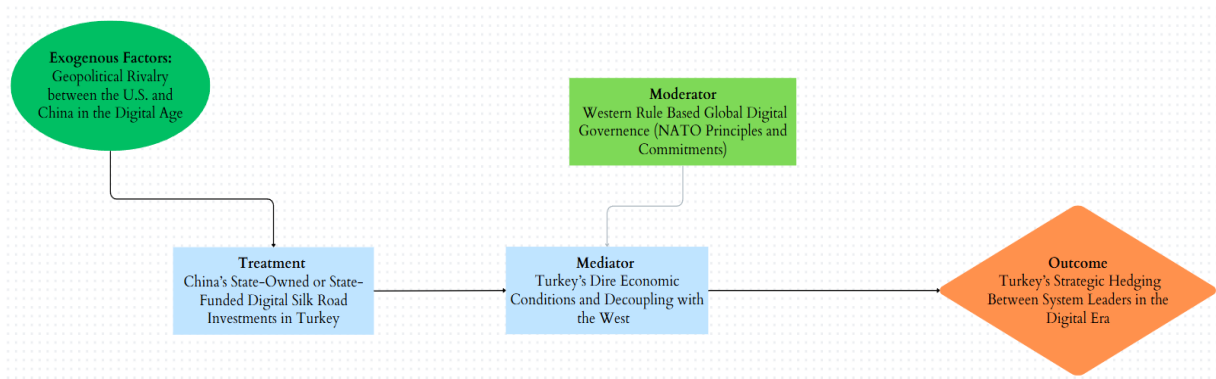 Exogenous Factors:
Geopolitical Rivalry
between the U.S. and
China in the Digital Age
Moderator
Western Rule Based Global Digital
Governence (NATO Principles and
Commitments)
Treatment
China's State-Owned or State-
Funded Digital Silk Road
Investments in Turkey
Mediator
Turkey's Dire Economic
Conditions and Decoupling with
the West
Outcome
Turkey's Strategic Hedging
Between System Leaders in the
Digital Era